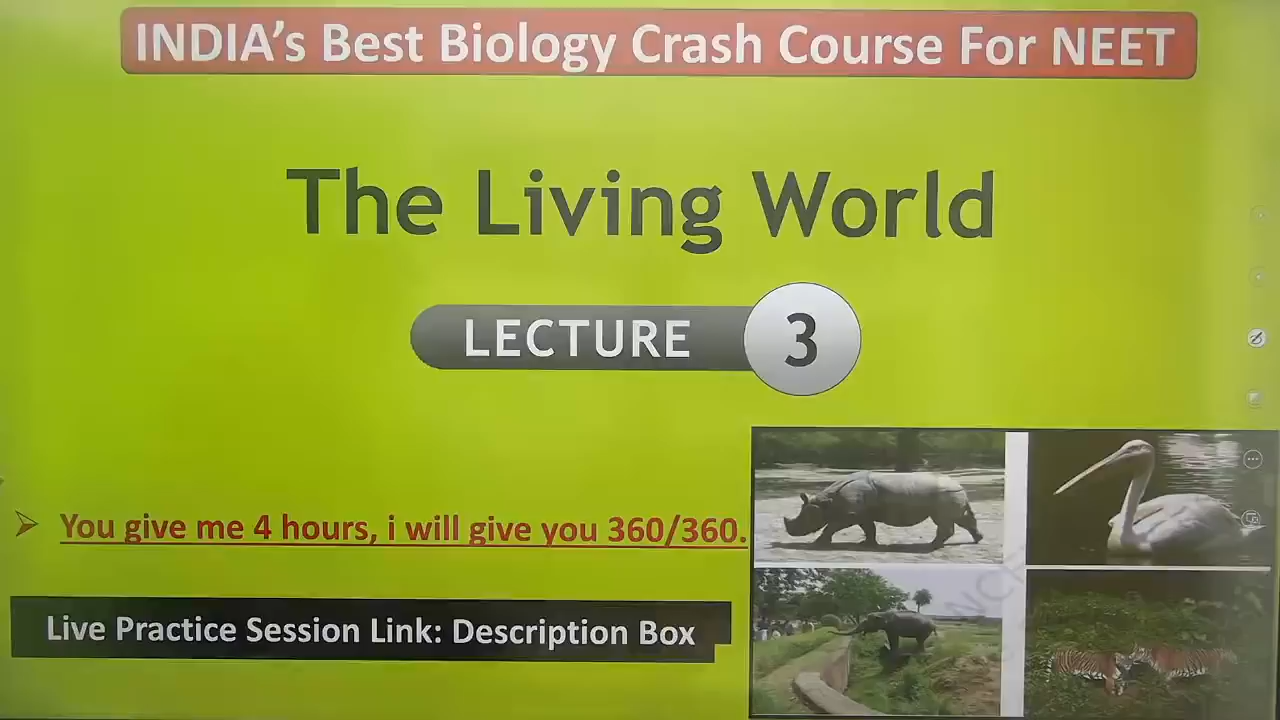 INDIA's Best Biology Crash Course For NEET
The Living World
LECTURE 3
➢ You give me 4 hours, i will give you 360/360.
Live Practice Session Link: Description Box